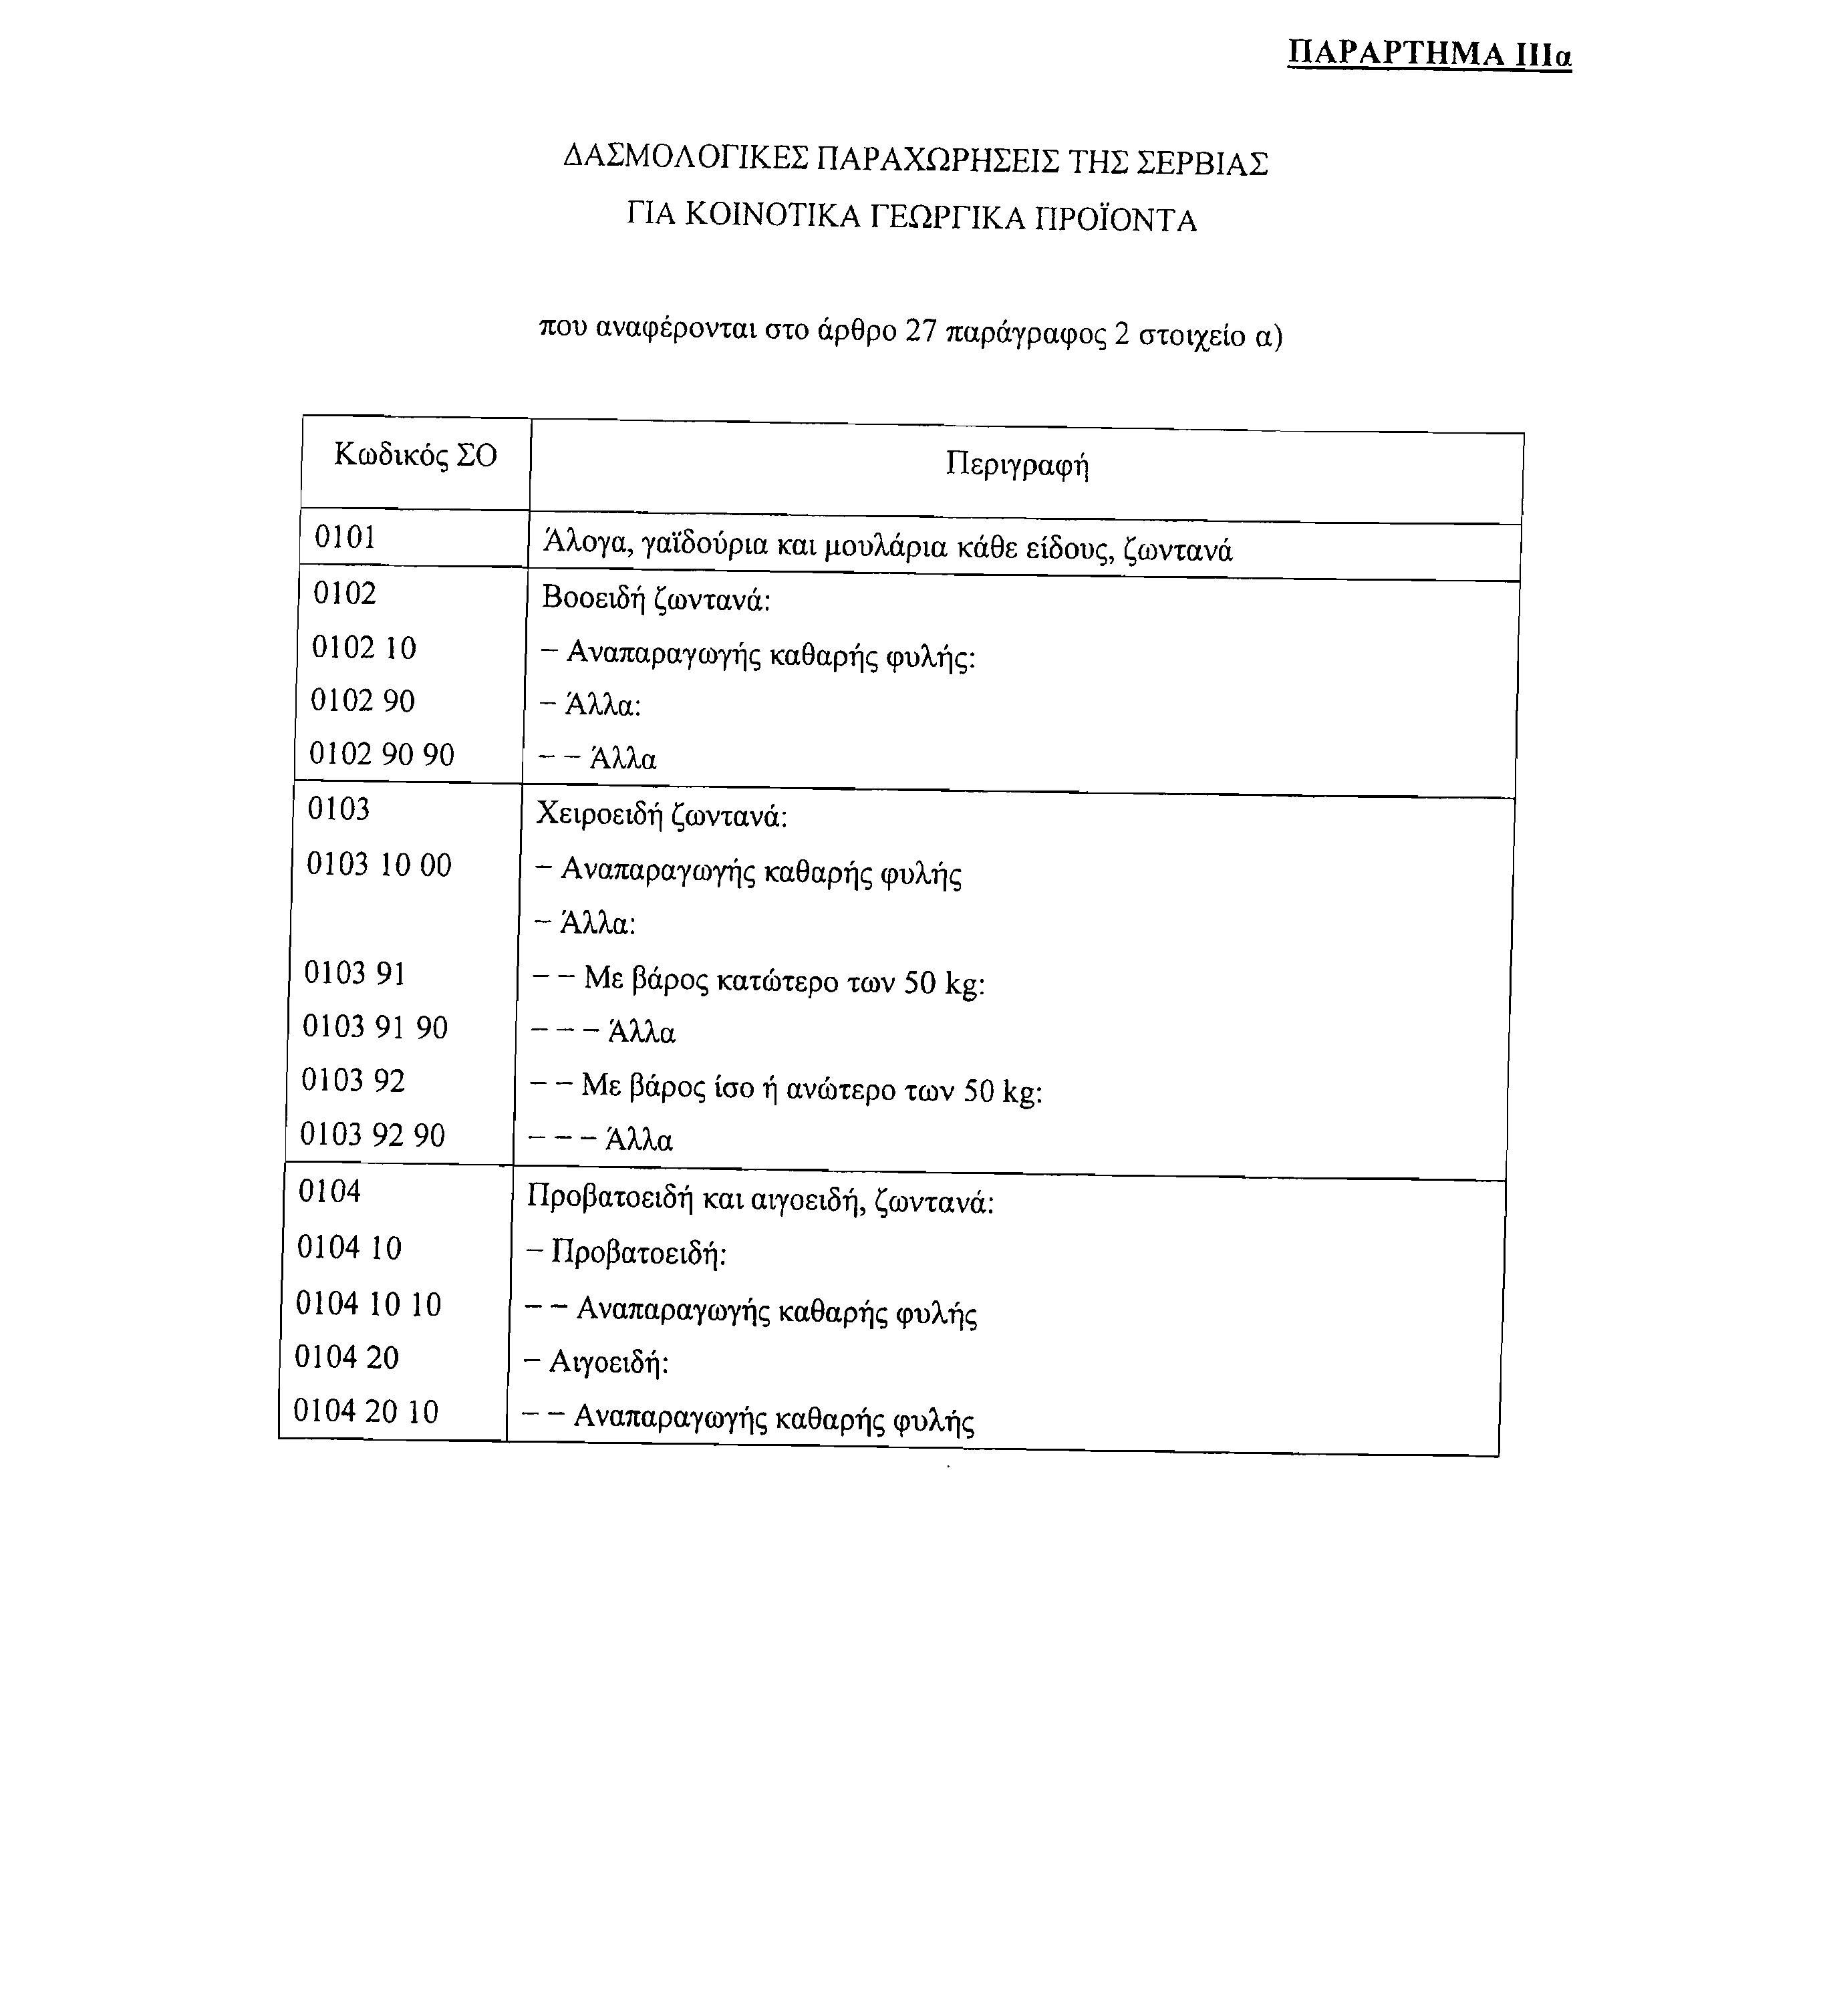 ΠΑΡΑΡΤΗΜΑ ΙΙΙα
ΔΑΣΜΟΛΟΓΙΚΕΣ ΠΑΡΑΧΩΡΗΣΕΙΣ ΤΗΣ ΣΕΡΒΙΑΣ
ΓΙΑ ΚΟΙΝΟΤΙΚΑ ΓΕΩΡΓΙΚΑ ΠΡΟΪΟΝΤΑ
που αναφέρονται στο άρθρο 27 παράγραφος 2 στοιχείο α)
Κωδικός ΣΟ Περιγραφή
0101 Άλογα, γαϊδούρια και μουλάρια κάθε είδους, ζωντανά
0102 Βοοειδή ζωντανά:
0102 10 – Αναπαραγωγής καθαρής φυλής:
0102 90 – Άλλα:
0102 90 90 – – Άλλα
0103 Χειροειδή ζωντανά:
0103 10 00 – Αναπαραγωγής καθαρής φυλής
– Άλλα:
0103 91 – – Με βάρος κατώτερο των 50 kg:
0103 91 90 – – – Άλλα
0103 92 – – Με βάρος ίσο ή ανώτερο των 50 kg:
0103 92 90 – – – Άλλα
0104 Προβατοειδή και αιγοειδή, ζωντανά:
0104 10 – Προβατοειδή:
0104 10 10 – – Αναπαραγωγής καθαρής φυλής
0104 20 – Αιγοειδή:
0104 20 10 – – Αναπαραγωγής καθαρής φυλής